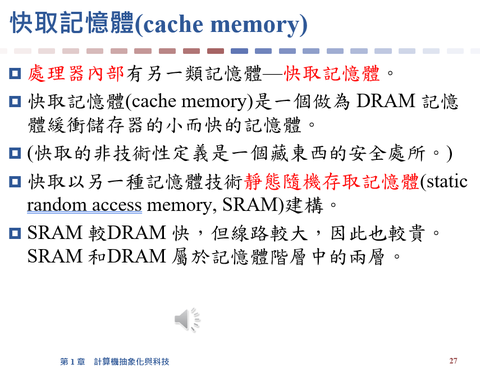 快取記憶體(cache memory)
處理器內部有另一類記憶體—快取記憶體。
快取記憶體(cache memory)是一個做為 DRAM 記憶
體緩衝儲存器的小而快的記憶體。
(快取的非技術性定義是一個藏東西的安全處所。)
快取以另一種記憶體技術靜態隨機存取記憶體(static
random access memory, SRAM)建構。
SRAM 較DRAM 快，但線路較大，因此也較貴。
SRAM 和DRAM 屬於記憶體階層中的兩層。
第 1 章 計算機抽象化與科技
27